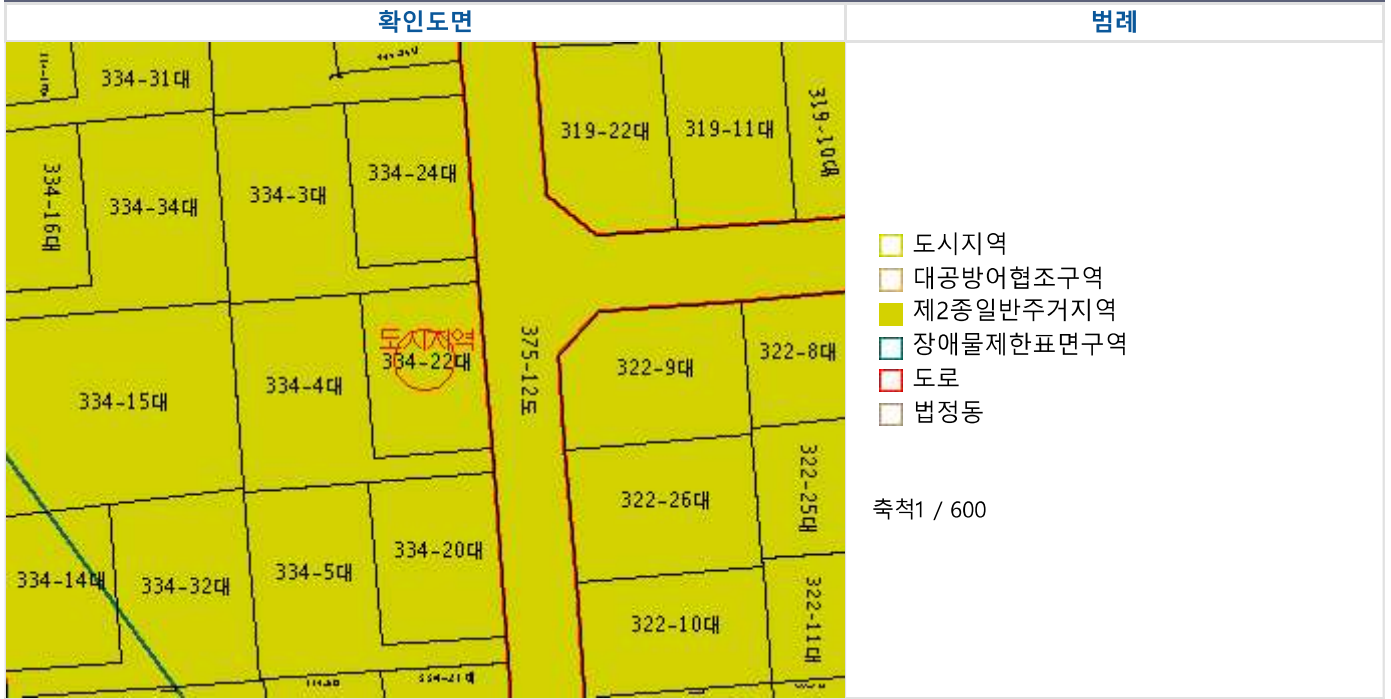 확인도면
범례
334-31대
319-22대
319-11대
319-10대
334-24대
334-16대
334-34대
334-3대
도시지역
334-22대
375-12도
322-9대
322-8대
334-15대
334-4대
322-26대
322-25대
334-20대
334-14대
334-32대
334-5대
322-10대
322-11대
334-21대
도시지역
대공방어협조구역
제2종일반주거지역
장애물제한표면구역
도로
법정동
축척1 / 600